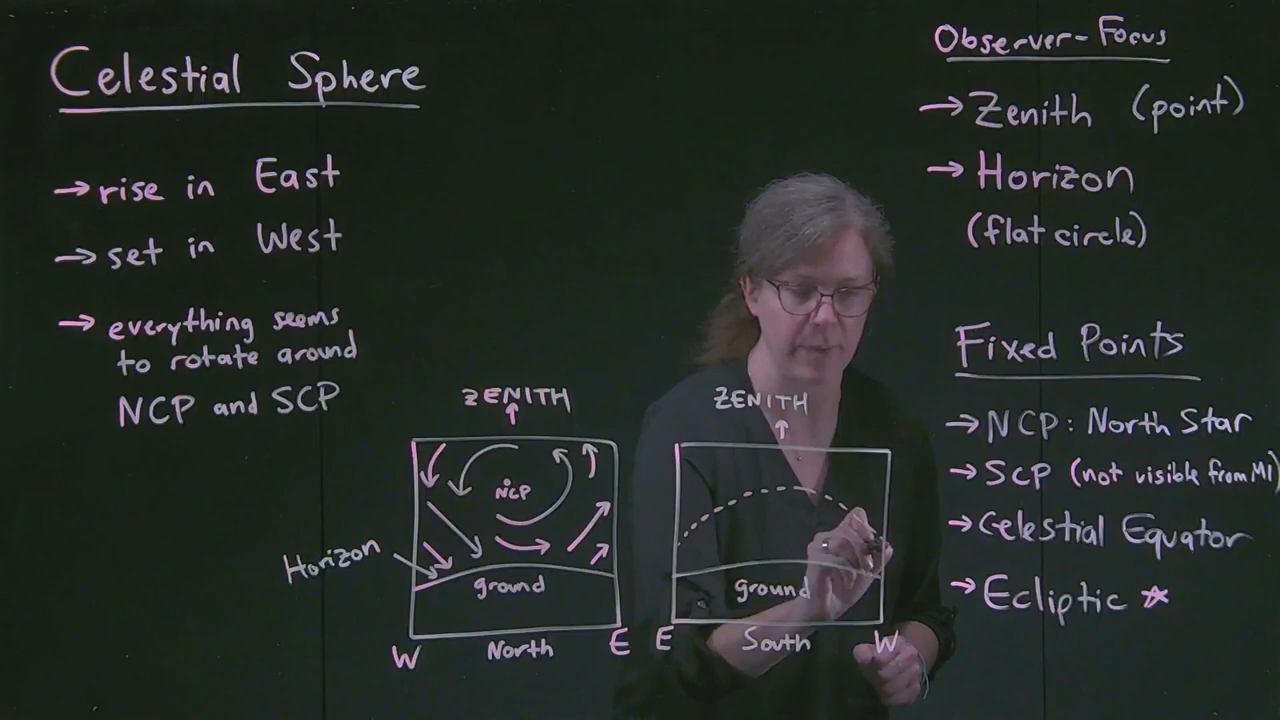 Celestial Sphere
→ rise in East
→ set in West
→ everything seems
to rotate around
NCP and SCP
Observer-Focus
→ Zenith (point)
→ Horizon
(flat circle)
Fixed Points
→ NCP: North Star
→ SCP (not visible from MI)
→ Celestial Equator
→ Ecliptic ☆
ZENITH
NCP
Horizon
ground
W North E
ZENITH
ground
E South W